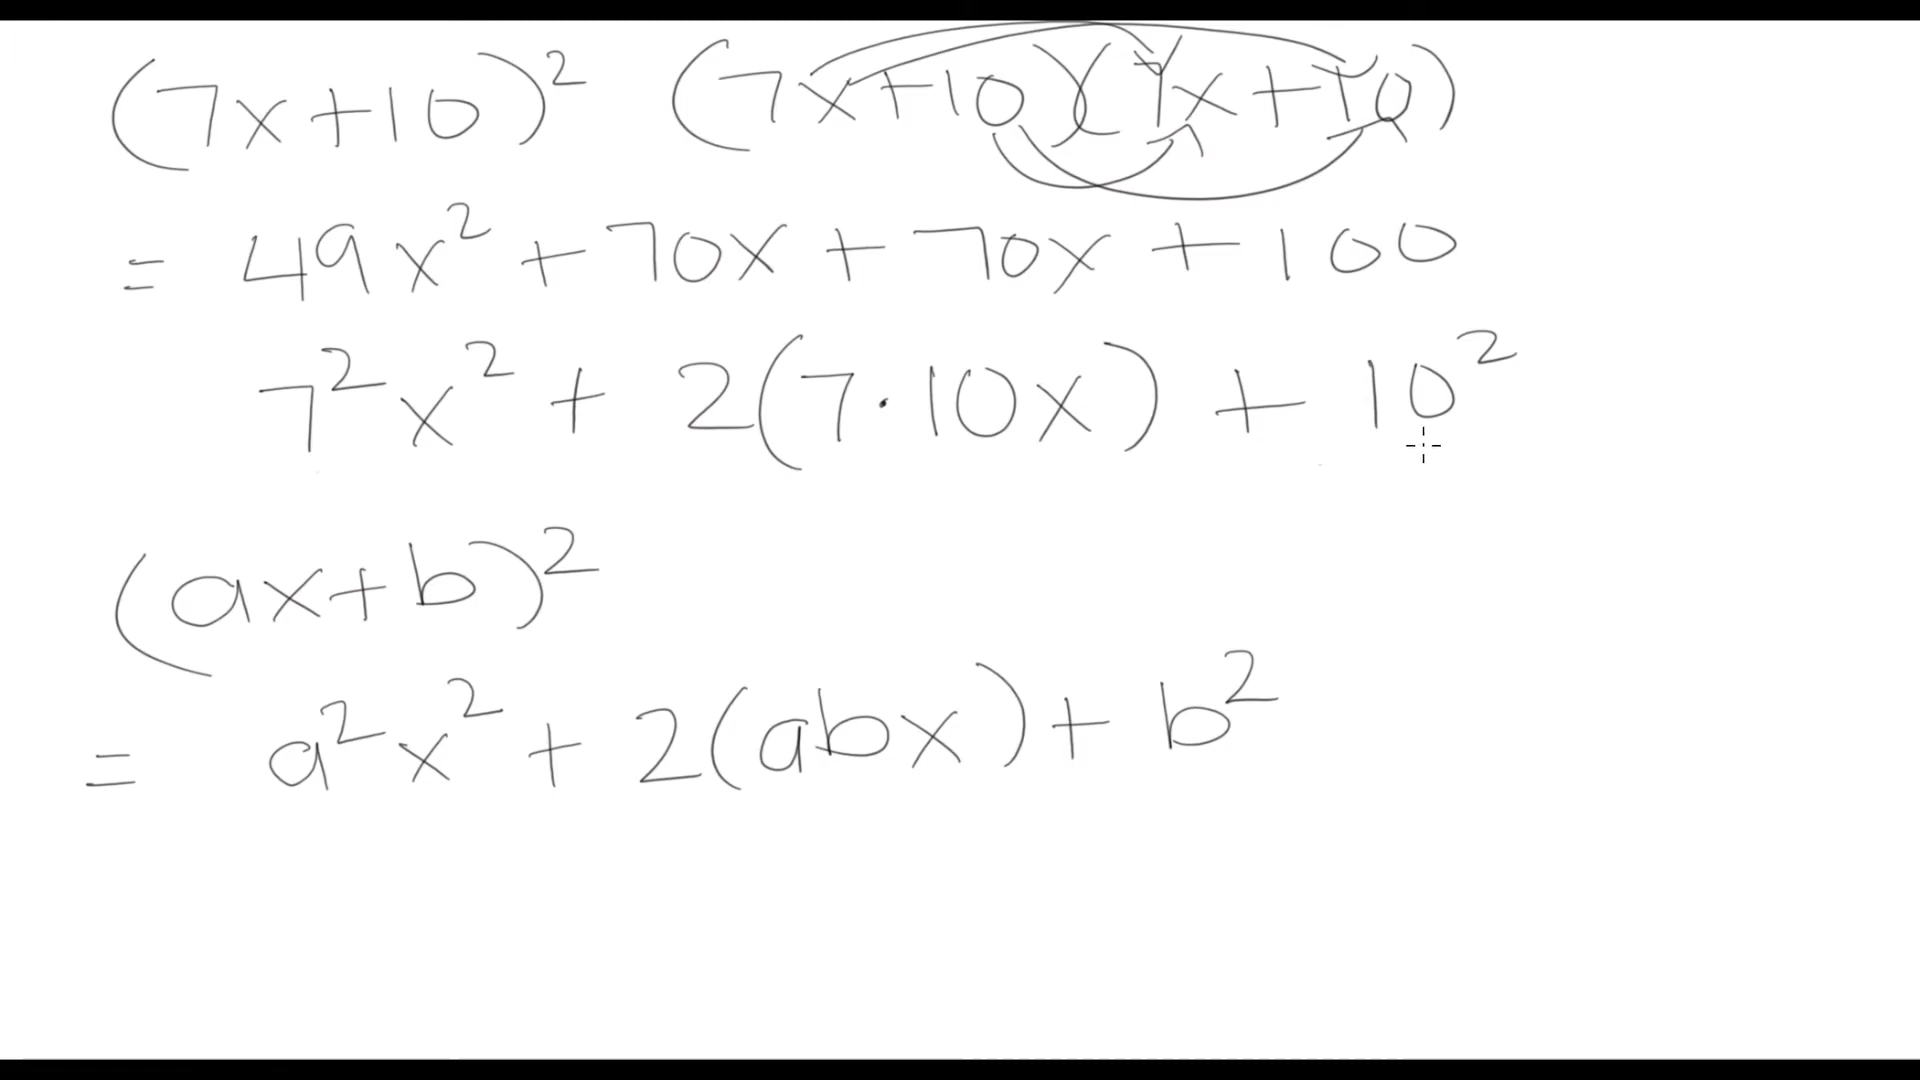 (7x+10)² (7x+10)(7x+10)
= 49x² + 70x + 70x + 100
7²x² + 2(7·10x) + 10²
(ax+b)²
= a²x² + 2(abx) + b²